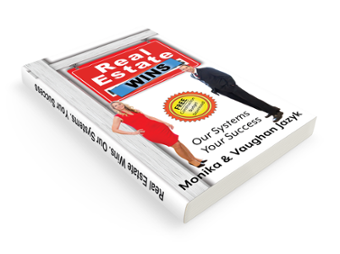 Real
Estate
WINS
FREE
Our Systems
Your Success
Monika & Vaughan Jazyk
Real Estate Wins. Our Systems. Your Success